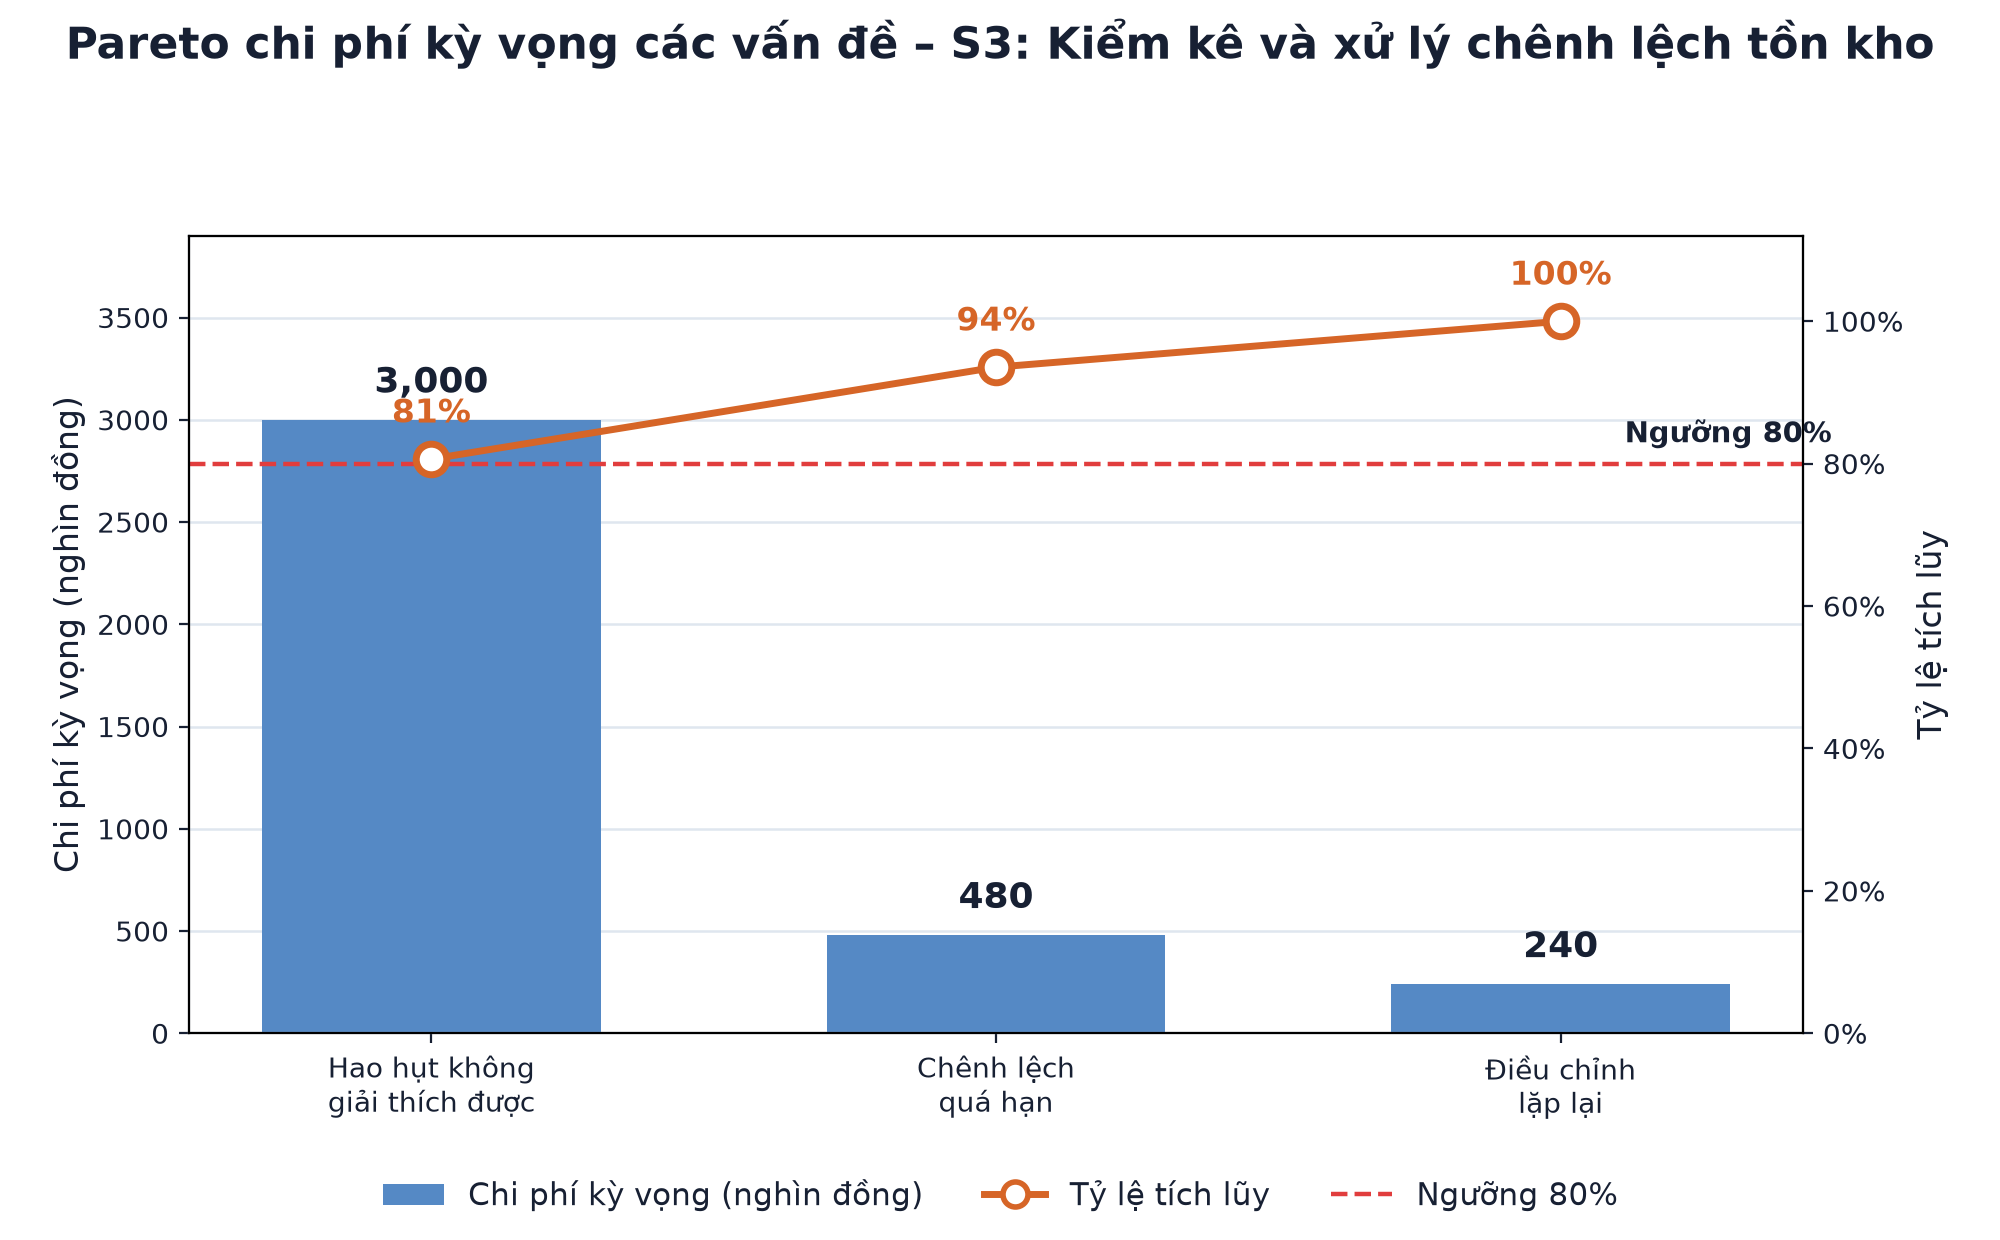 Pareto chi phí kỳ vọng các vấn đề – S3: Kiểm kê và xử lý chênh lệch tồn kho
Chi phí kỳ vọng (nghìn đồng)
3500
3000
2500
2000
1500
1000
500
0
3,000
81%
94%
100%
Ngưỡng 80%
480
240
100%
80%
60%
40%
20%
0%
Tỷ lệ tích lũy
Hao hụt không
giải thích được
Chênh lệch
quá hạn
Điều chỉnh
lặp lại
Chi phí kỳ vọng (nghìn đồng)
Tỷ lệ tích lũy
Ngưỡng 80%